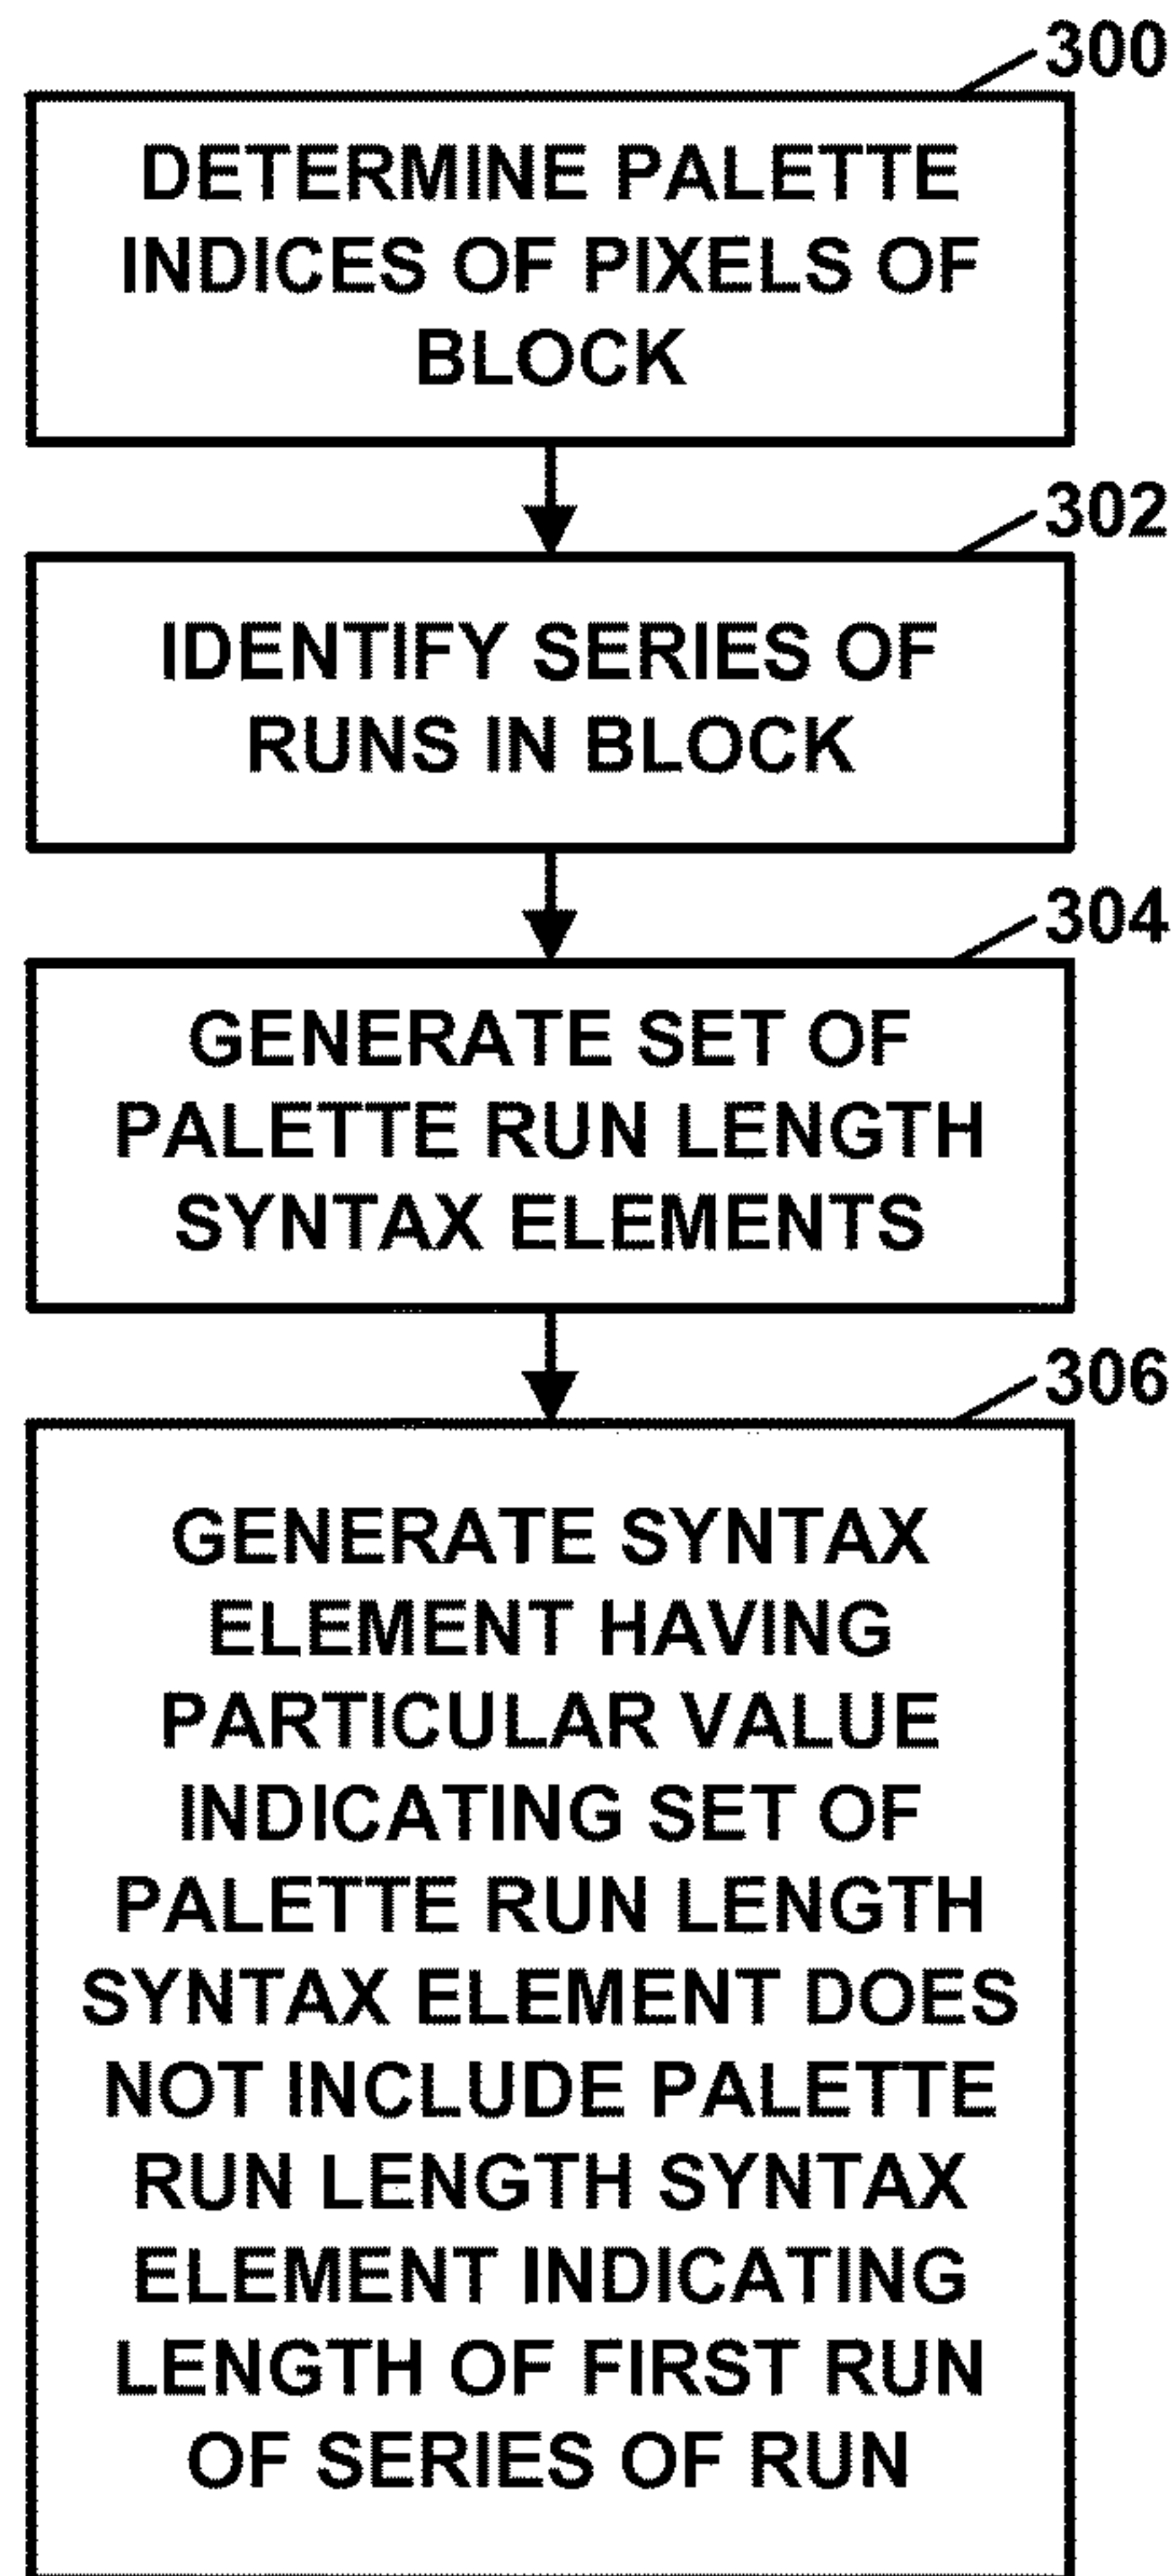 300
DETERMINE PALETTE
INDICES OF PIXELS OF
BLOCK
302
IDENTIFY SERIES OF
RUNS IN BLOCK
304
GENERATE SET OF
PALETTE RUN LENGTH
SYNTAX ELEMENTS
306
GENERATE SYNTAX
ELEMENT HAVING
PARTICULAR VALUE
INDICATING SET OF
PALETTE RUN LENGTH
SYNTAX ELEMENT DOES
NOT INCLUDE PALETTE
RUN LENGTH SYNTAX
ELEMENT INDICATING
LENGTH OF FIRST RUN
OF SERIES OF RUN